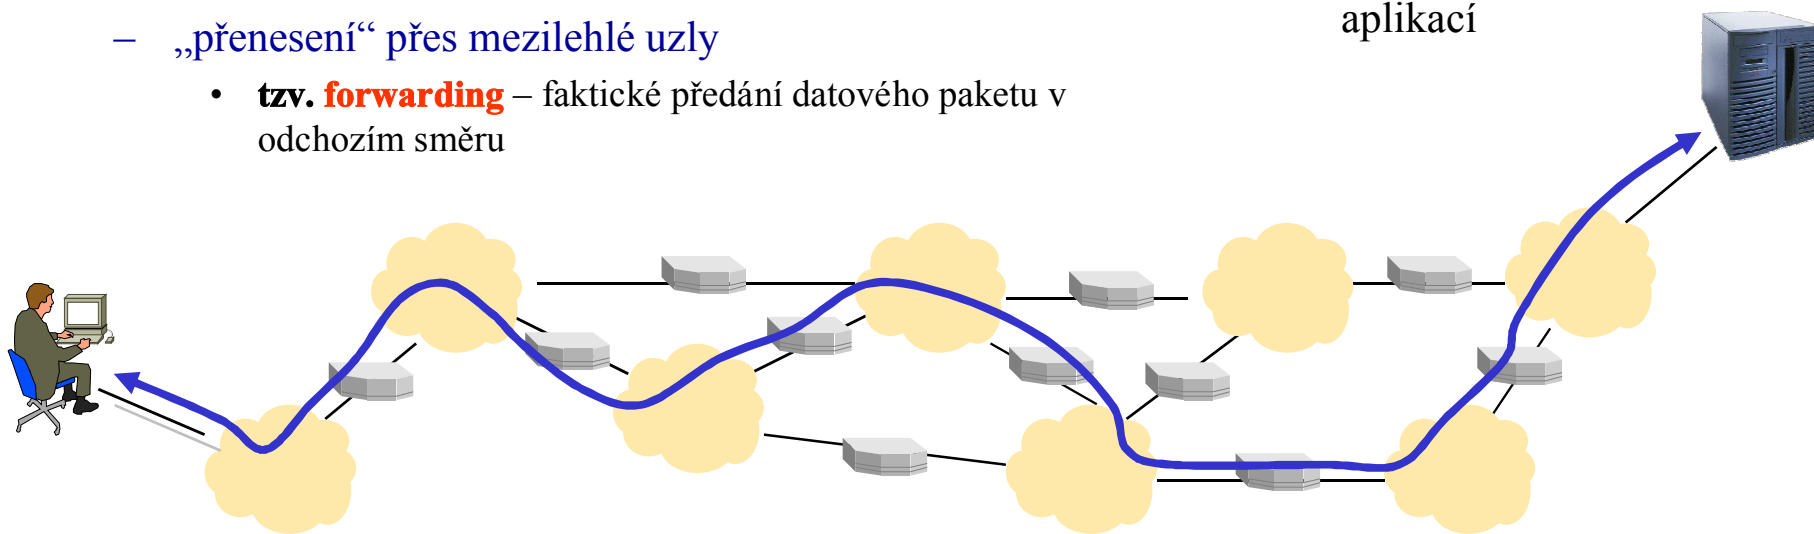 aplikací
– „přenesení“ přes mezilehlé uzly
• tzv. forwarding – faktické předání datového paketu v
odchozím směru